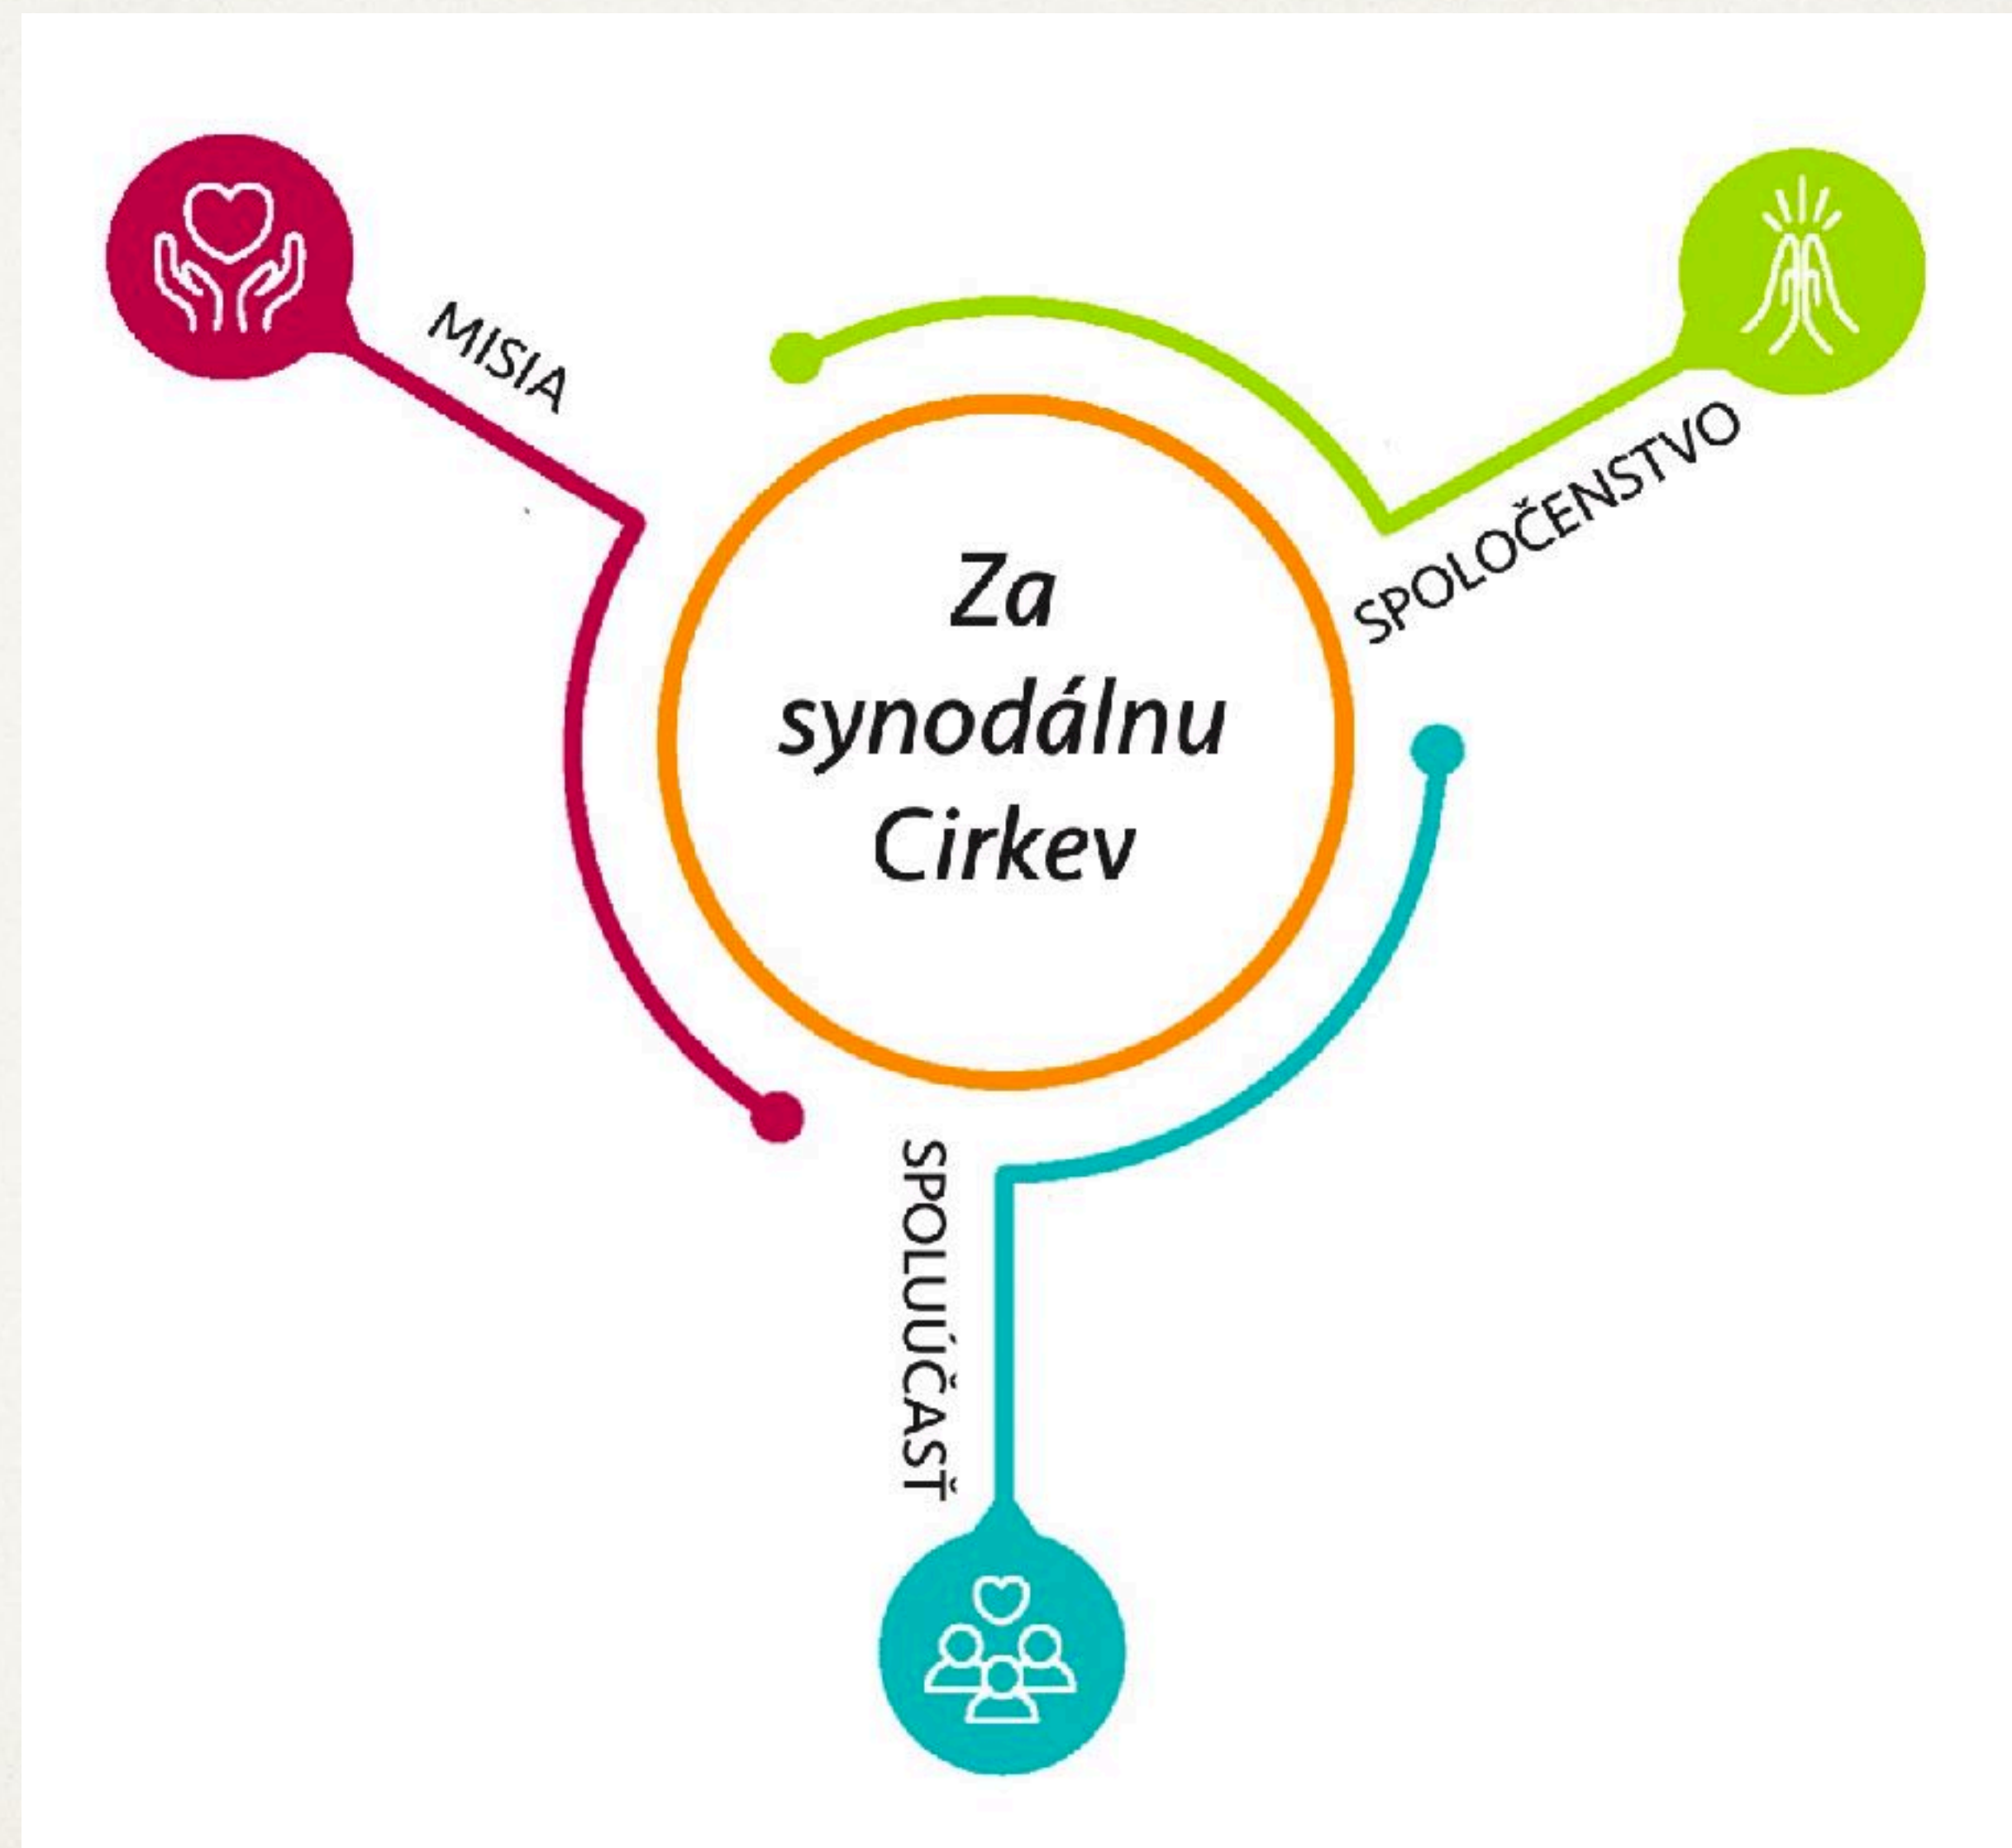 MISIA
SPOLOČENSTVO
Za
synodálnu
Cirkev
SPOLUÚČASŤ